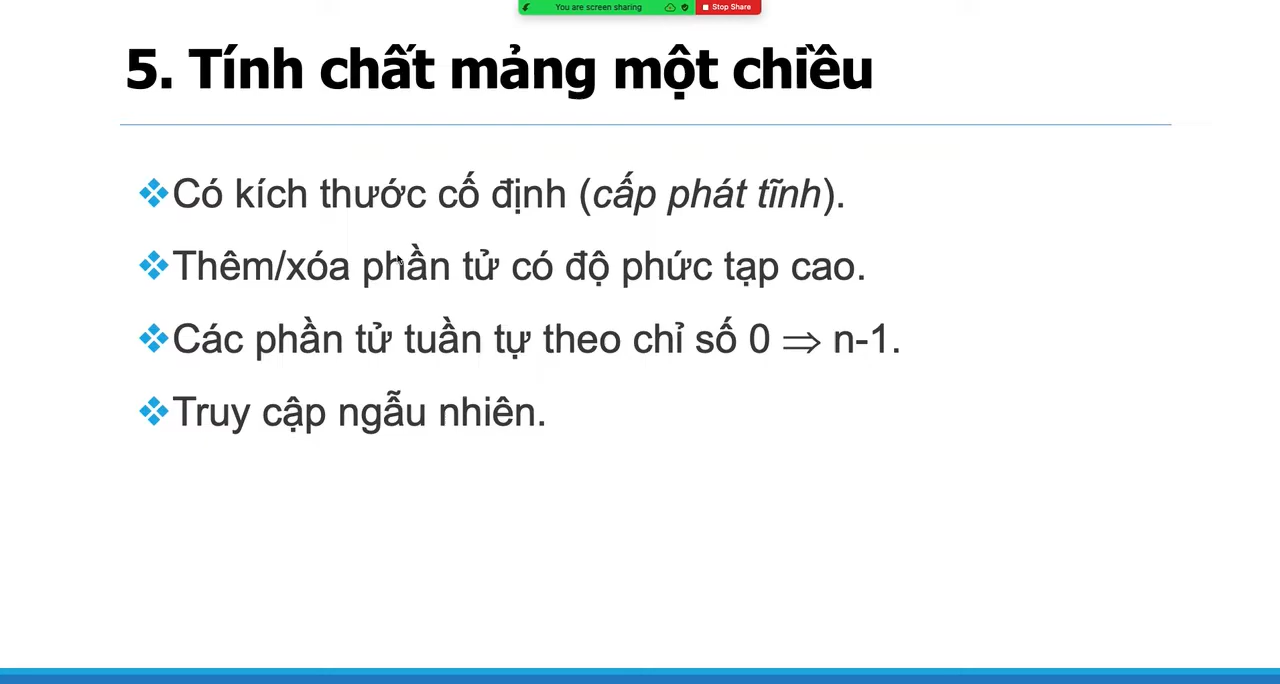 You are screen sharing Stop Share
5. Tính chất mảng một chiều
Có kích thước cố định (cấp phát tĩnh).
Thêm/xóa phần tử có độ phức tạp cao.
Các phần tử tuần tự theo chỉ số 0 ⇒ n-1.
Truy cập ngẫu nhiên.